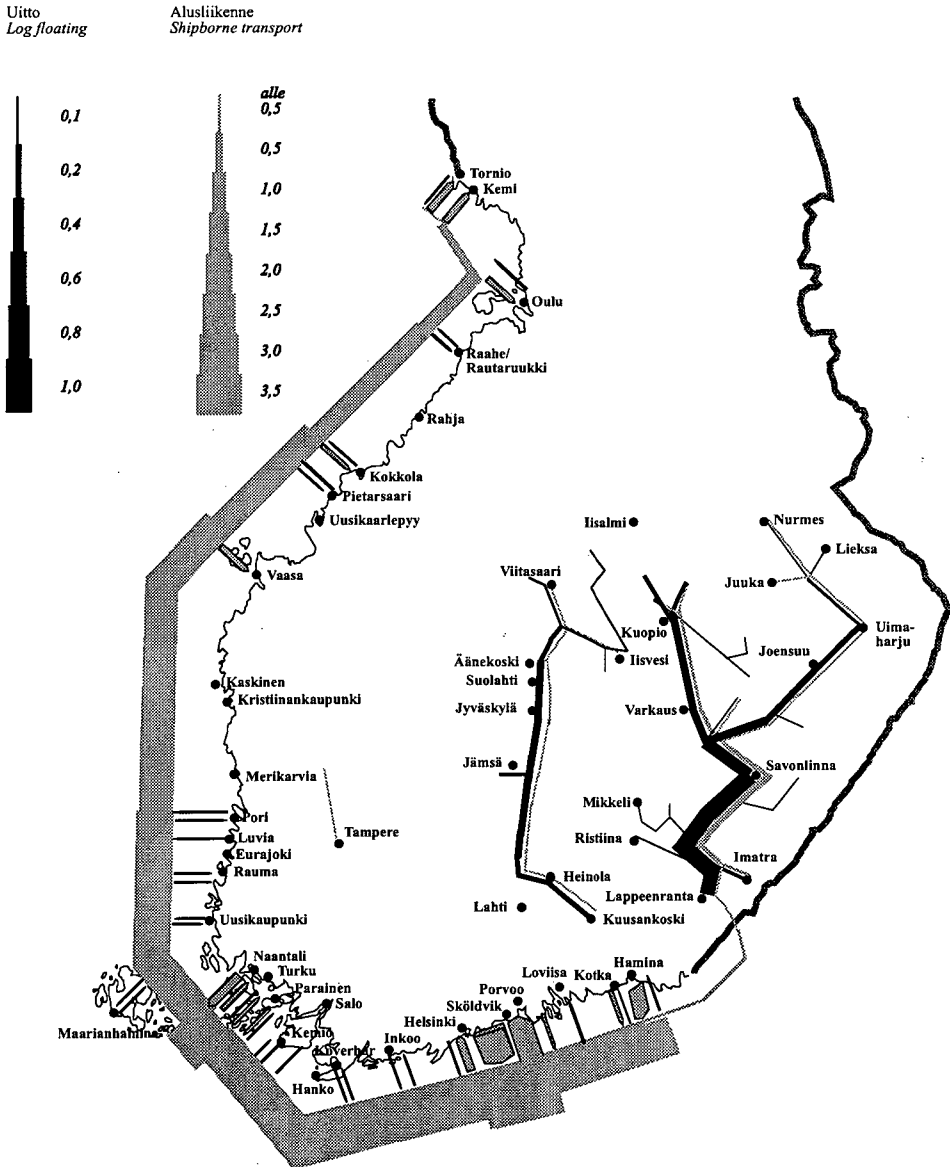 Uitto
Log floating
Alusliikenne
Shipborne transport
0,1
0,2
0,4
0,6
0,8
1,0
alle
0,5
0,5
1,0
1,5
2,0
2,5
3,0
3,5
Tornio
Kemi
Oulu
Raahe/
Rautaruukki
Rahja
Kokkola
Pietarsaari
Uusikaarlepyy
Vaasa
Kaskinen
Kristiinankaupunki
Merikarvia
Pori
Luvia
Eurajoki
Rauma
Uusikaupunki
Naantali
Turku
Parainen
Salo
Maarianhamina
Kemiö
Koverhar
Hanko
Inkoo
Helsinki
Sköldvik
Porvoo
Loviisa
Kotka
Hamina
Tampere
Iisalmi
Nurmes
Lieksa
Viitasaari
Juuka
Kuopio
Uima-
harju
Äänekoski
Iisvesi
Joensuu
Suolahti
Jyväskylä
Varkaus
Jämsä
Savonlinna
Mikkeli
Ristiina
Imatra
Heinola
Lappeenranta
Lahti
Kuusankoski